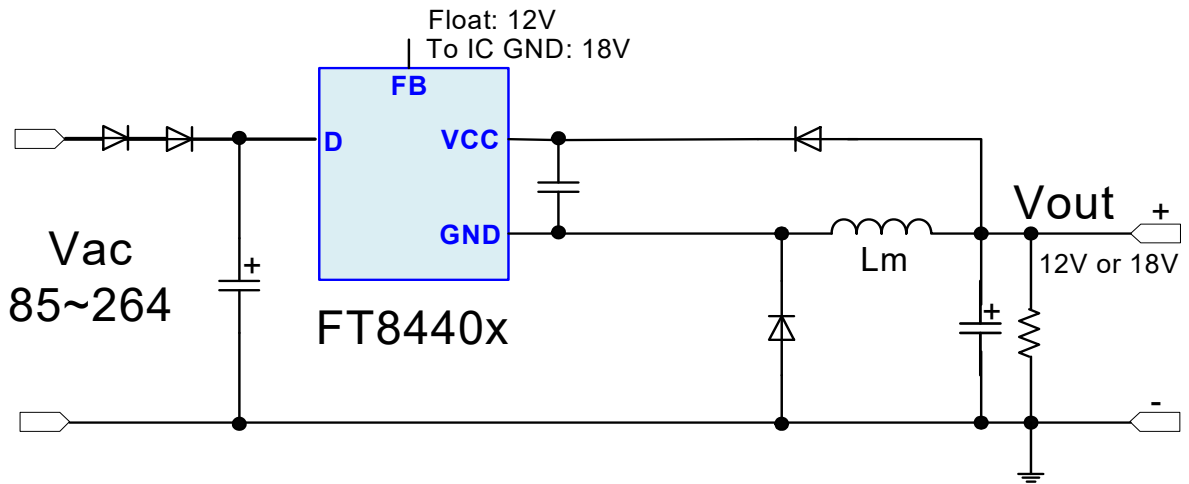 Float: 12V
To IC GND: 18V
FB
D
VCC
GND
Vout
+
Lm
12V or 18V
Vac
85~264
+
+
FT8440x
-